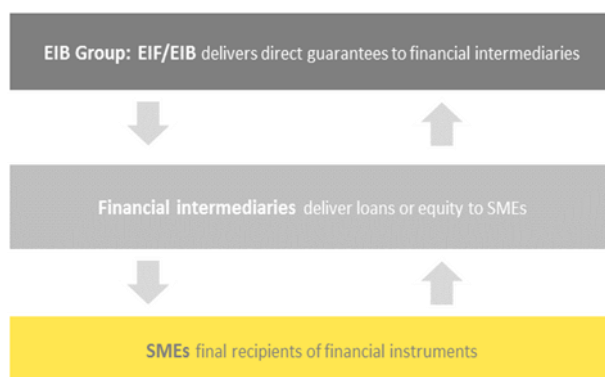 EIB Group: EIF/EIB delivers direct guarantees to financial intermediaries
Financial intermediaries deliver loans or equity to SMEs
SMEs final recipients of financial instruments